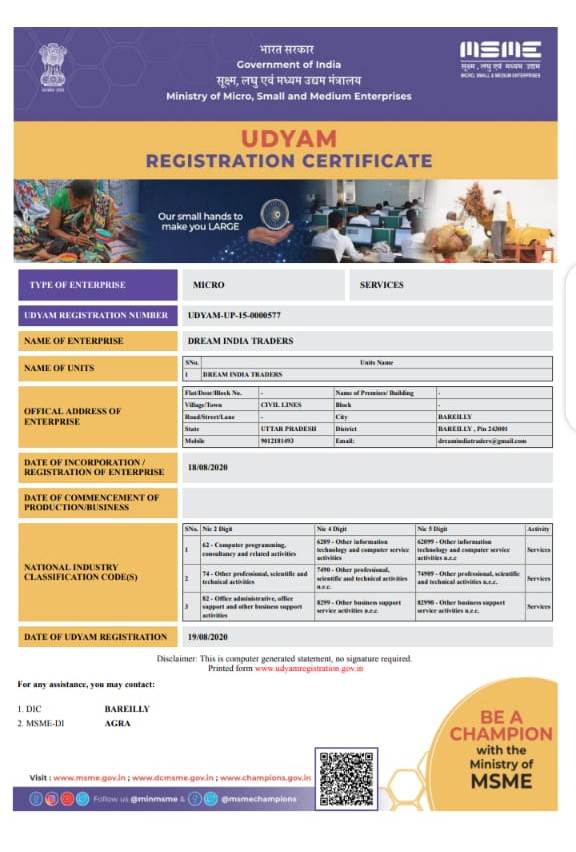 भारत सरकार
Government of India
सूक्ष्म, लघु एवं मध्यम उद्यम मंत्रालय
Ministry of Micro, Small and Medium Enterprises
MSME
सूक्ष्म, लघु एवं मध्यम उद्यम
MICRO, SMALL & MEDIUM ENTERPRISES
UDYAM
REGISTRATION CERTIFICATE
Our small hands to
make you LARGE
TYPE OF ENTERPRISE MICRO SERVICES
UDYAM REGISTRATION NUMBER UDYAM-UP-15-0000577
NAME OF ENTERPRISE DREAM INDIA TRADERS
NAME OF UNITS
SNo. Units Name
1 DREAM INDIA TRADERS
OFFICAL ADDRESS OF ENTERPRISE
Flat/Door/Block No. - Name of Premises/ Building -
Village/Town CIVIL LINES Block -
Road/Street/Lane - City BAREILLY
State UTTAR PRADESH District BAREILLY , Pin 243001
Mobile 9012181493 Email: dreamindiatraders@gmail.com
DATE OF INCORPORATION / REGISTRATION OF ENTERPRISE 18/08/2020
DATE OF COMMENCEMENT OF PRODUCTION/BUSINESS
NATIONAL INDUSTRY CLASSIFICATION CODE(S)
SNo. Nic 2 Digit Nic 4 Digit Nic 5 Digit Activity
1 62 - Computer programming, consultancy and related activities 6209 - Other information technology and computer service activities 62099 - Other information technology and computer service activities n.e.c Services
2 74 - Other professional, scientific and technical activities 7490 - Other professional, scientific and technical activities n.e.c. 74909 - Other professional, scientific and technical activities n.e.c. Services
3 82 - Office administrative, office support and other business support activities 8299 - Other business support service activities n.e.c. 82990 - Other business support service activities n.e.c. Services
DATE OF UDYAM REGISTRATION 19/08/2020
Disclaimer: This is computer generated statement, no signature required.
Printed form www.udyamregistration.gov.in
For any assistance, you may contact:
1. DIC BAREILLY
2. MSME-DI AGRA
BE A
CHAMPION
with the
Ministry of
MSME
Visit : www.msme.gov.in ; www.dcmsme.gov.in ; www.champions.gov.in
Follow us @minmsme & @msmechampions